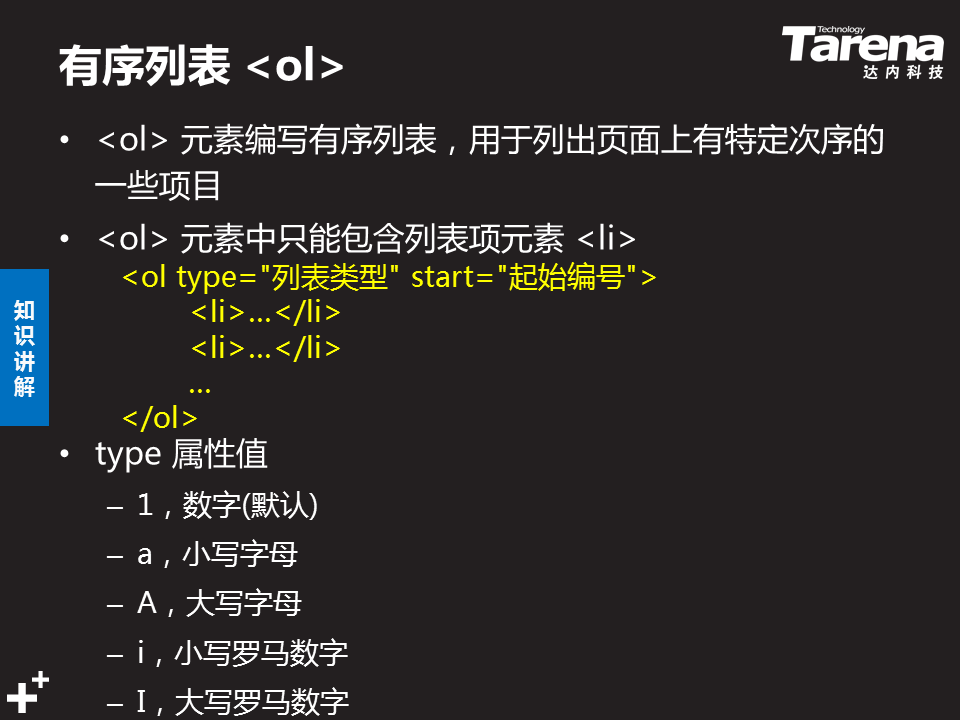 有序列表 <ol>
Technology
Tarena
达内科技
• <ol> 元素编写有序列表，用于列出页面上有特定次序的
一些项目
• <ol> 元素中只能包含列表项元素 <li>
<ol type="列表类型" start="起始编号">
<li>…</li>
<li>…</li>
…
</ol>
知
识
讲
解
• type 属性值
– 1，数字(默认)
– a，小写字母
– A，大写字母
– i，小写罗马数字
– I，大写罗马数字